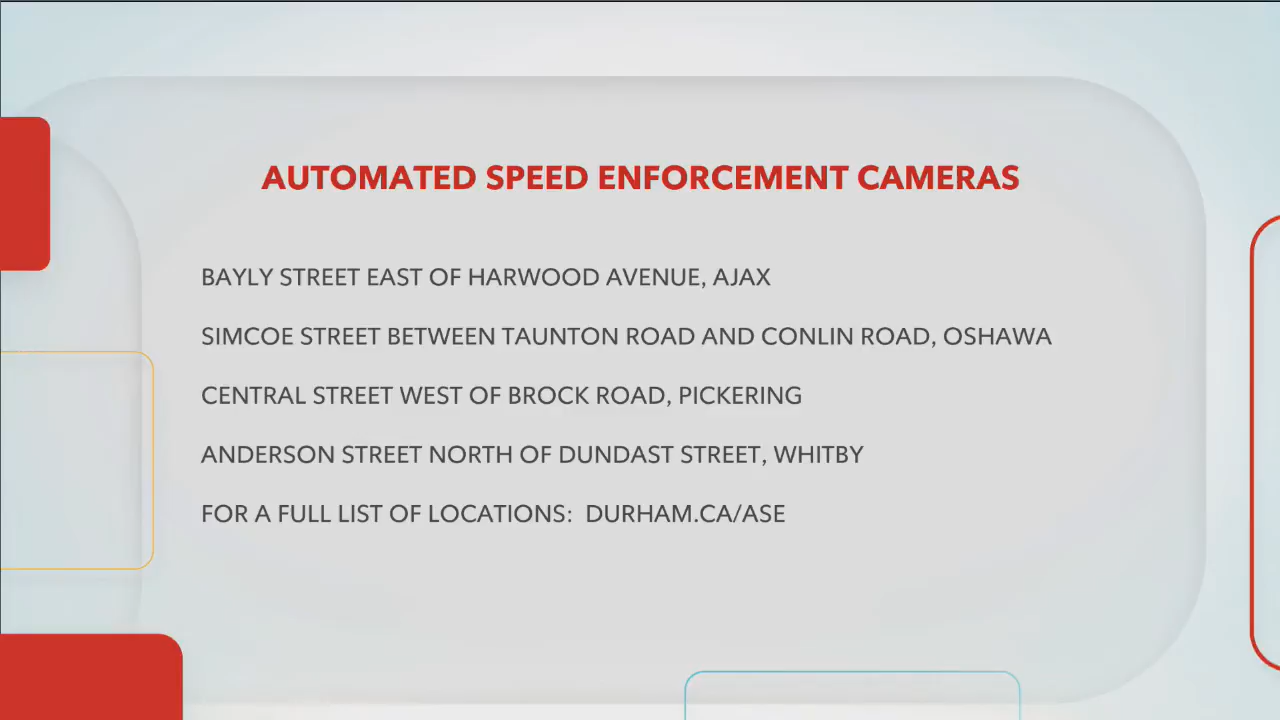 AUTOMATED SPEED ENFORCEMENT CAMERAS
BAYLY STREET EAST OF HARWOOD AVENUE, AJAX
SIMCOE STREET BETWEEN TAUNTON ROAD AND CONLIN ROAD, OSHAWA
CENTRAL STREET WEST OF BROCK ROAD, PICKERING
ANDERSON STREET NORTH OF DUNDAST STREET, WHITBY
FOR A FULL LIST OF LOCATIONS:  DURHAM.CA/ASE